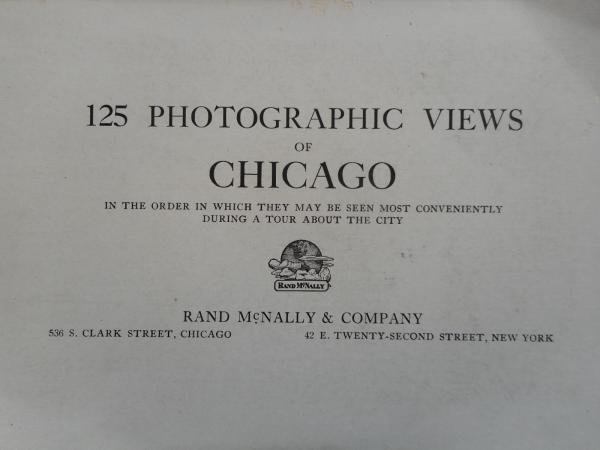 125 PHOTOGRAPHIC VIEWS
OF
CHICAGO
IN THE ORDER IN WHICH THEY MAY BE SEEN MOST CONVENIENTLY
DURING A TOUR ABOUT THE CITY
RAND MCNALLY
RAND McNALLY & COMPANY
536 S. CLARK STREET, CHICAGO 42 E. TWENTY-SECOND STREET, NEW YORK